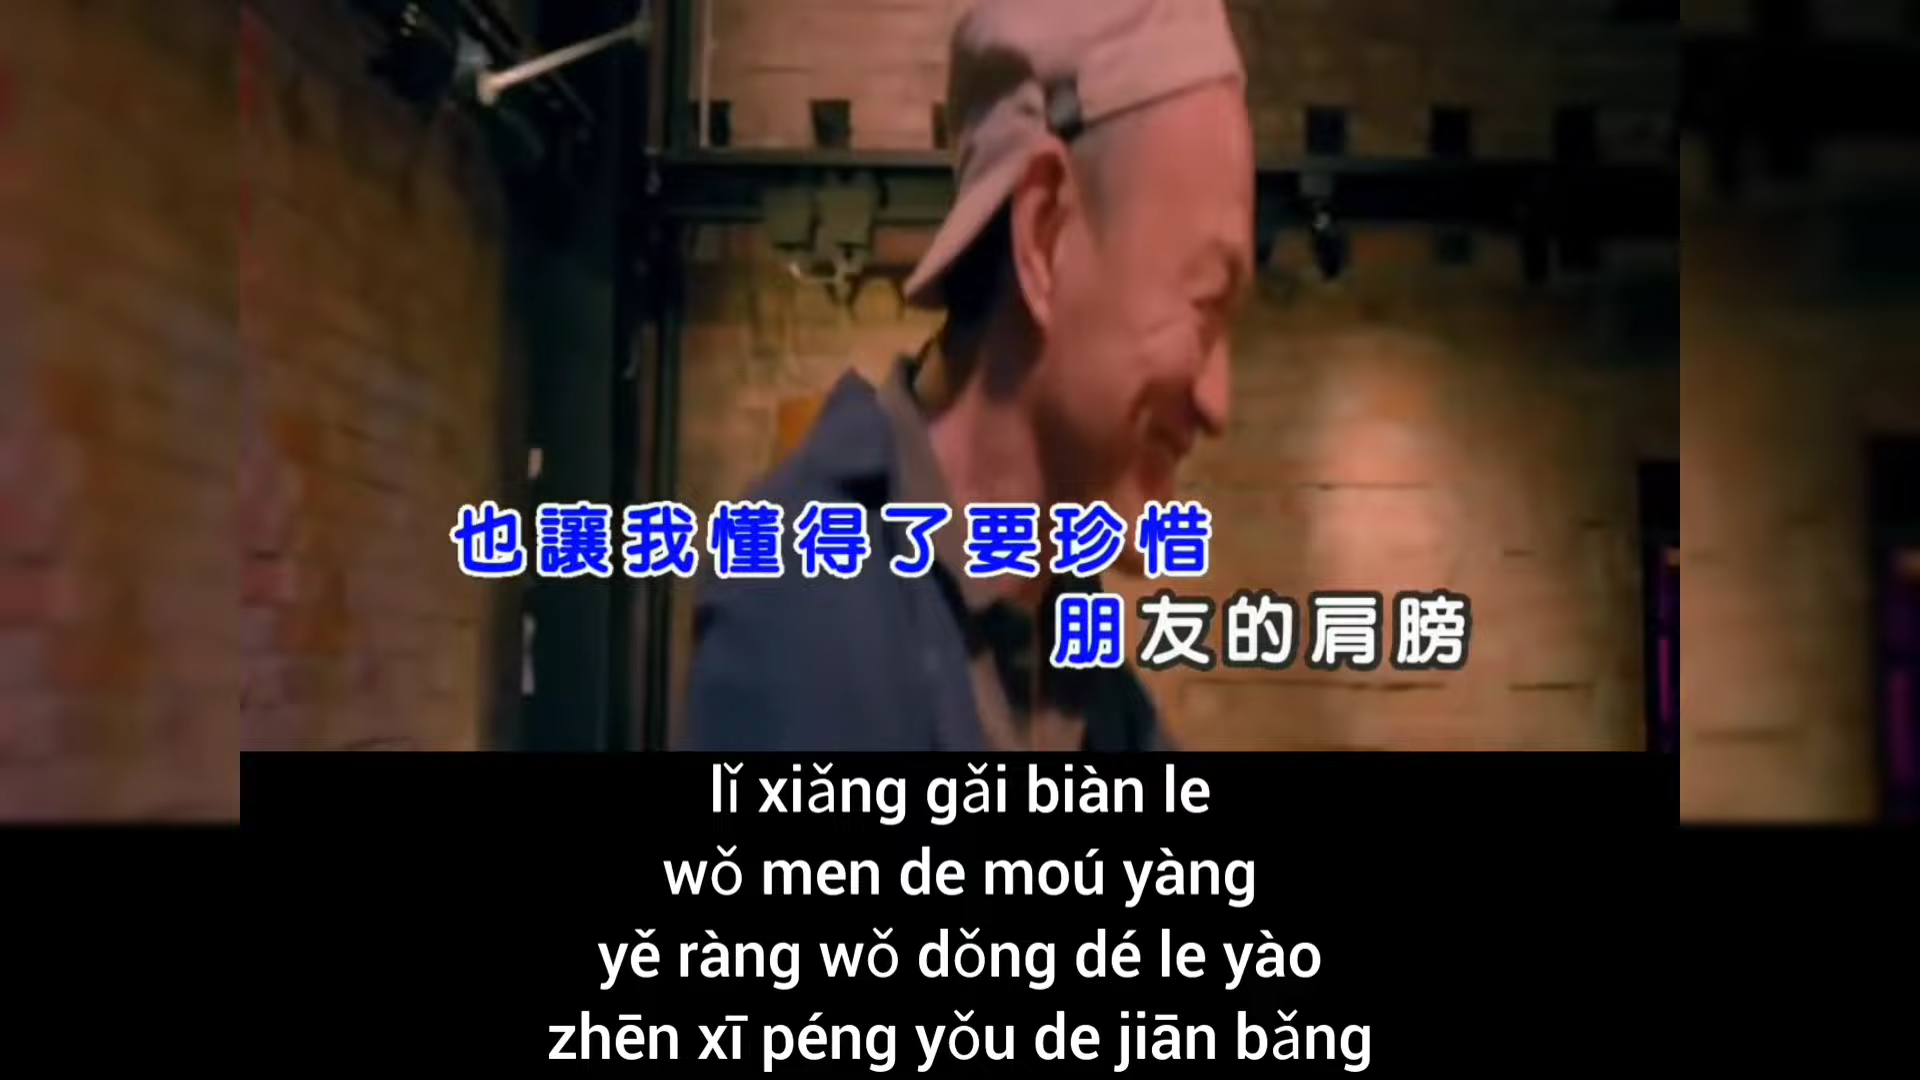 也讓我懂得了要珍惜
朋友的肩膀
lǐ xiǎng gǎi biàn le
wǒ men de moú yàng
yě ràng wǒ dǒng dé le yào
zhēn xī péng yǒu de jiān bǎng